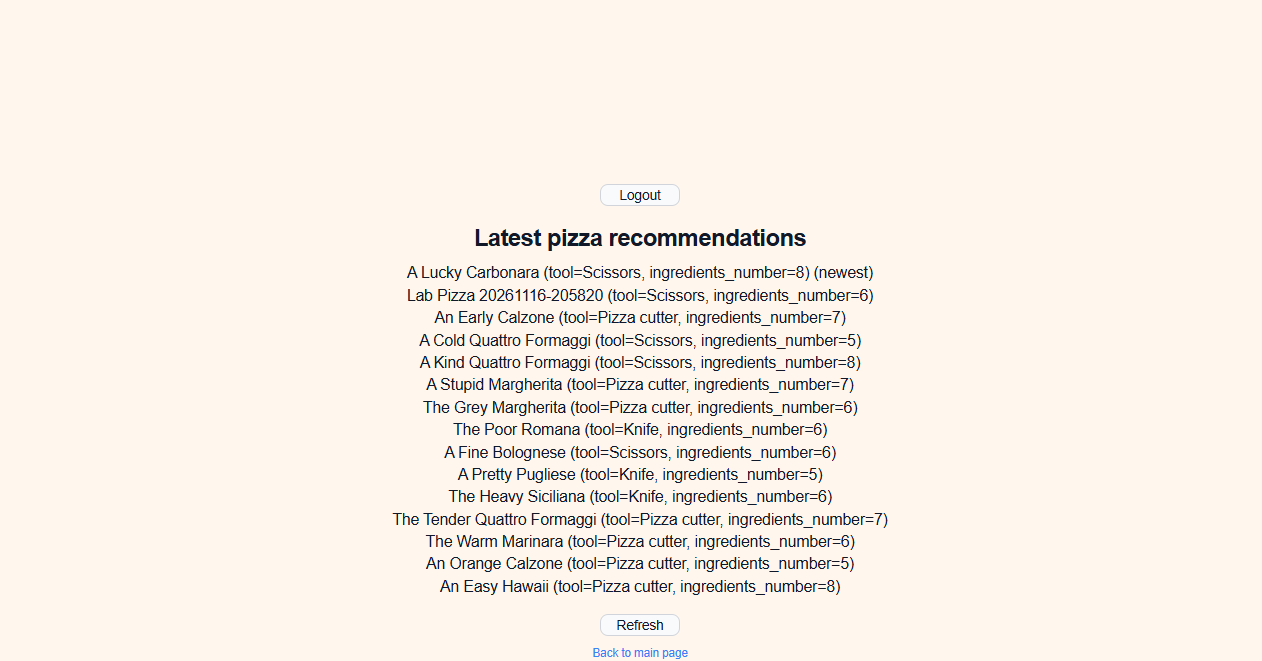 Logout
Latest pizza recommendations
A Lucky Carbonara (tool=Scissors, ingredients_number=8) (newest)
Lab Pizza 20261116-205820 (tool=Scissors, ingredients_number=6)
An Early Calzone (tool=Pizza cutter, ingredients_number=7)
A Cold Quattro Formaggi (tool=Scissors, ingredients_number=5)
A Kind Quattro Formaggi (tool=Scissors, ingredients_number=8)
A Stupid Margherita (tool=Pizza cutter, ingredients_number=7)
The Grey Margherita (tool=Pizza cutter, ingredients_number=6)
The Poor Romana (tool=Knife, ingredients_number=6)
A Fine Bolognese (tool=Scissors, ingredients_number=6)
A Pretty Pugliese (tool=Knife, ingredients_number=5)
The Heavy Siciliana (tool=Knife, ingredients_number=6)
The Tender Quattro Formaggi (tool=Pizza cutter, ingredients_number=7)
The Warm Marinara (tool=Pizza cutter, ingredients_number=6)
An Orange Calzone (tool=Pizza cutter, ingredients_number=5)
An Easy Hawaii (tool=Pizza cutter, ingredients_number=8)
Refresh
Back to main page